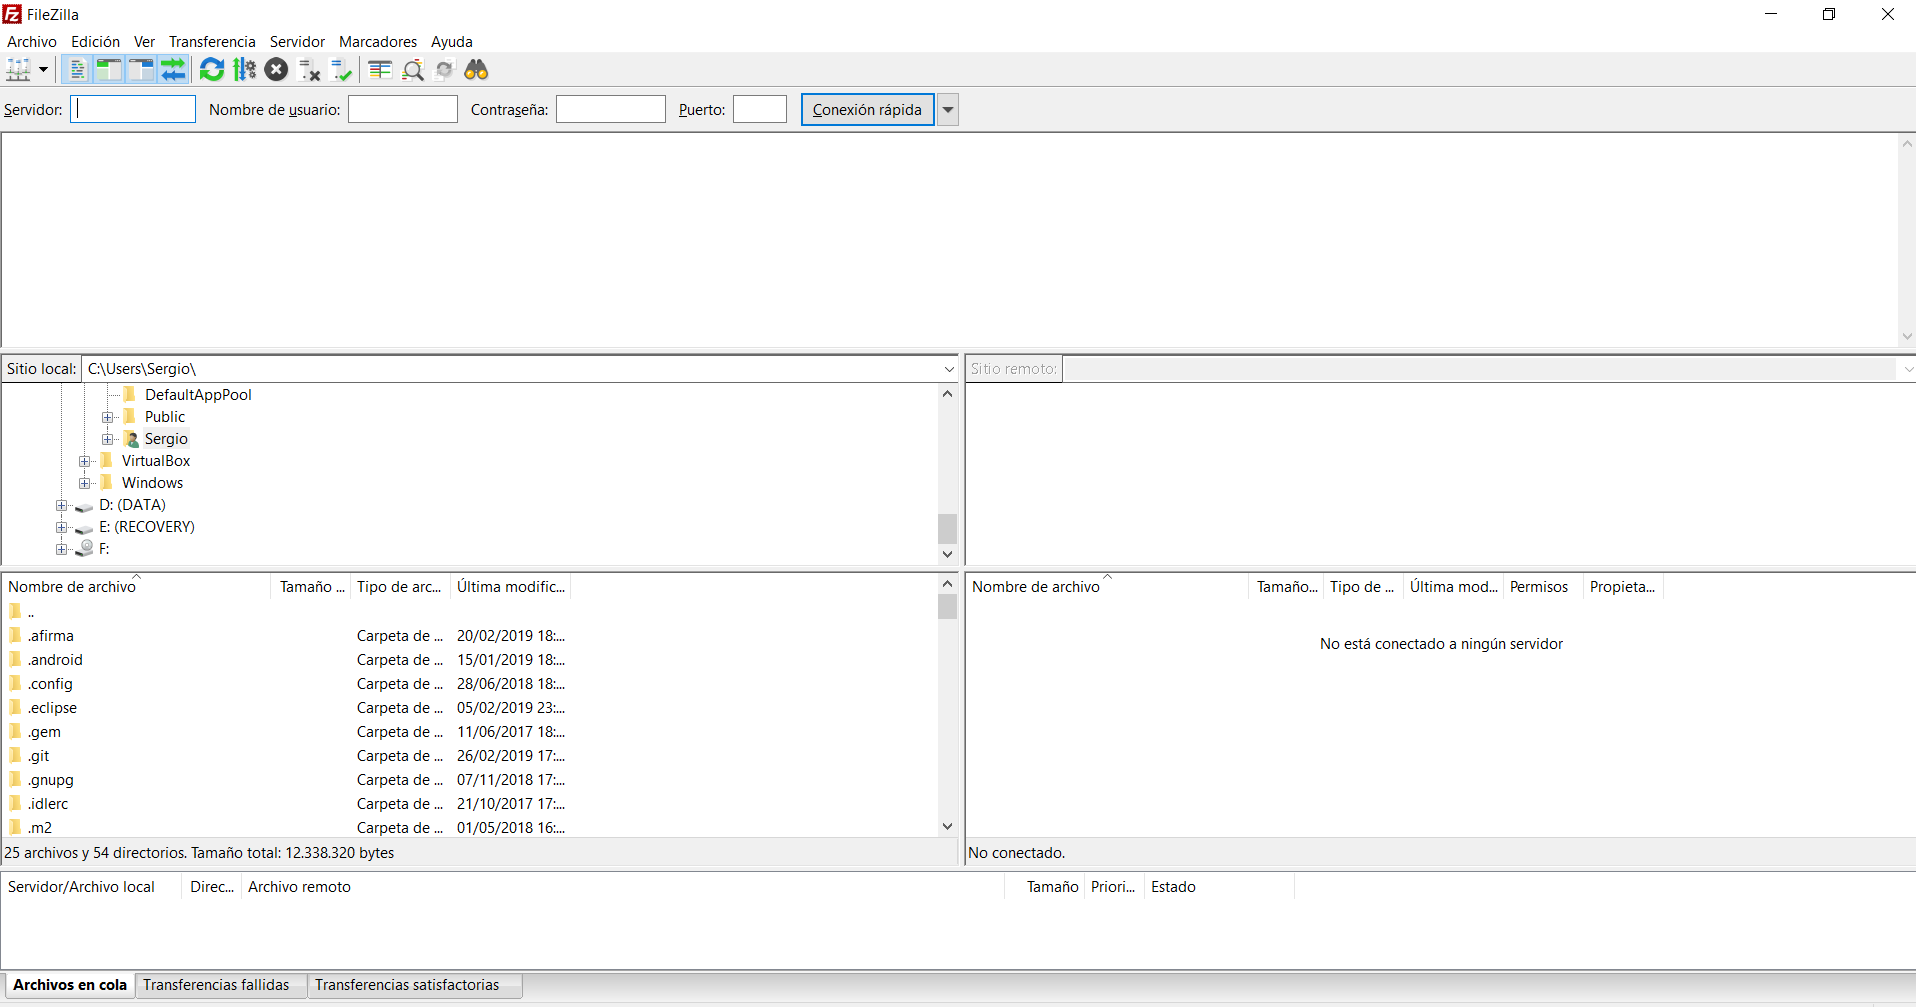 FileZilla
Archivo Edición Ver Transferencia Servidor Marcadores Ayuda
Servidor: Nombre de usuario: Contraseña: Puerto: Conexión rápida
Sitio local: C:\Users\Sergio\
DefaultAppPool
Public
Sergio
VirtualBox
Windows
D: (DATA)
E: (RECOVERY)
F:
Sitio remoto:
Nombre de archivo Tamaño ... Tipo de arc... Última modific...
..
.afirma Carpeta de ... 20/02/2019 18:...
.android Carpeta de ... 15/01/2019 18:...
.config Carpeta de ... 28/06/2018 18:...
.eclipse Carpeta de ... 05/02/2019 23:...
.gem Carpeta de ... 11/06/2017 18:...
.git Carpeta de ... 26/02/2019 17:...
.gnupg Carpeta de ... 07/11/2018 17:...
.idlerc Carpeta de ... 21/10/2017 17:...
.m2 Carpeta de ... 01/05/2018 16:...
25 archivos y 54 directorios. Tamaño total: 12.338.320 bytes
Nombre de archivo Tamaño... Tipo de ... Última mod... Permisos Propieta...
No está conectado a ningún servidor
No conectado.
Servidor/Archivo local Direc... Archivo remoto Tamaño Priori... Estado
Archivos en cola Transferencias fallidas Transferencias satisfactorias